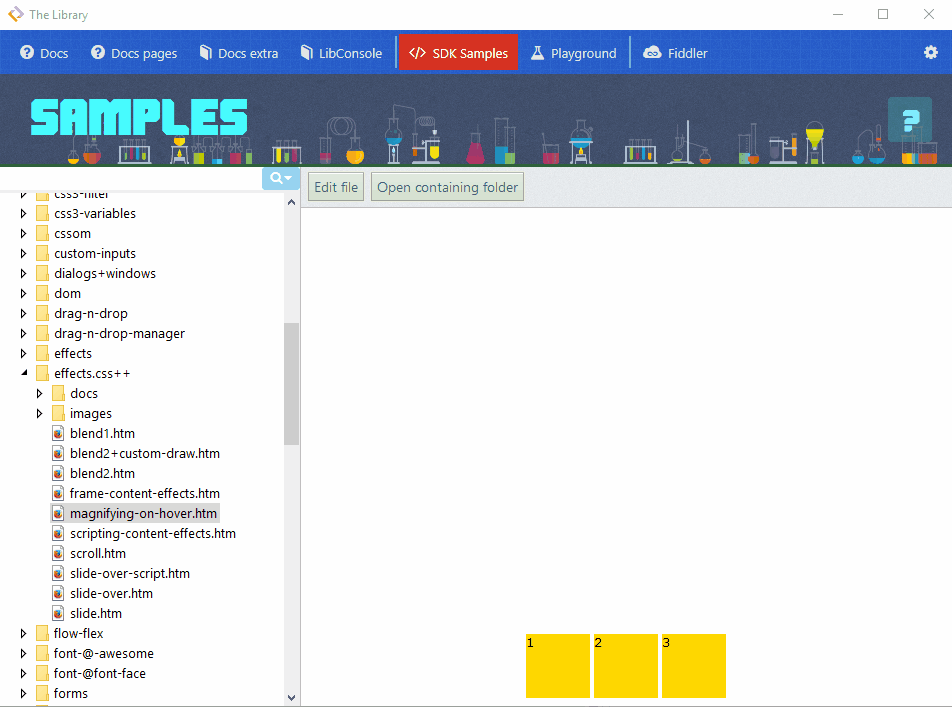 The Library
Docs
Docs pages
Docs extra
LibConsole
</> SDK Samples
Playground
Fiddler
SAMPLES
?
Edit file
Open containing folder
css3-filter
css3-variables
cssom
custom-inputs
dialogs+windows
dom
drag-n-drop
drag-n-drop-manager
effects
effects.css++
docs
images
blend1.htm
blend2+custom-draw.htm
blend2.htm
frame-content-effects.htm
magnifying-on-hover.htm
scripting-content-effects.htm
scroll.htm
slide-over-script.htm
slide-over.htm
slide.htm
flow-flex
font-@-awesome
font-@font-face
forms
1
2
3